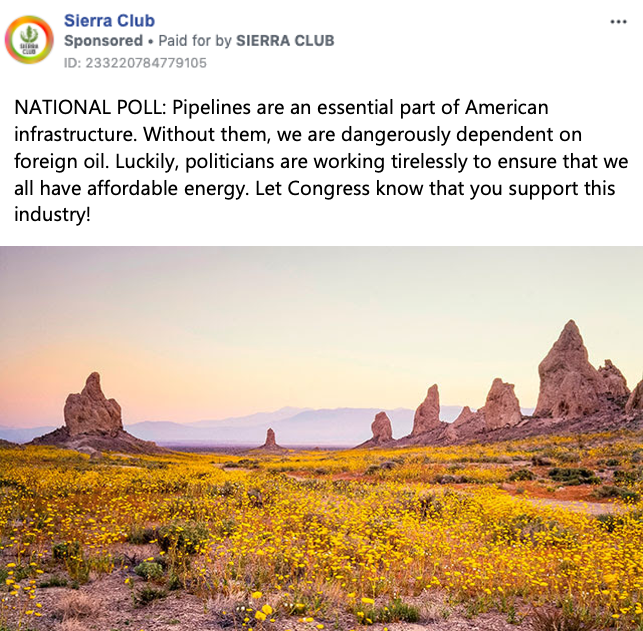 Sierra Club
Sponsored • Paid for by SIERRA CLUB
ID: 233220784779105
NATIONAL POLL: Pipelines are an essential part of American
infrastructure. Without them, we are dangerously dependent on
foreign oil. Luckily, politicians are working tirelessly to ensure that we
all have affordable energy. Let Congress know that you support this
industry!
SIERRA
CLUB